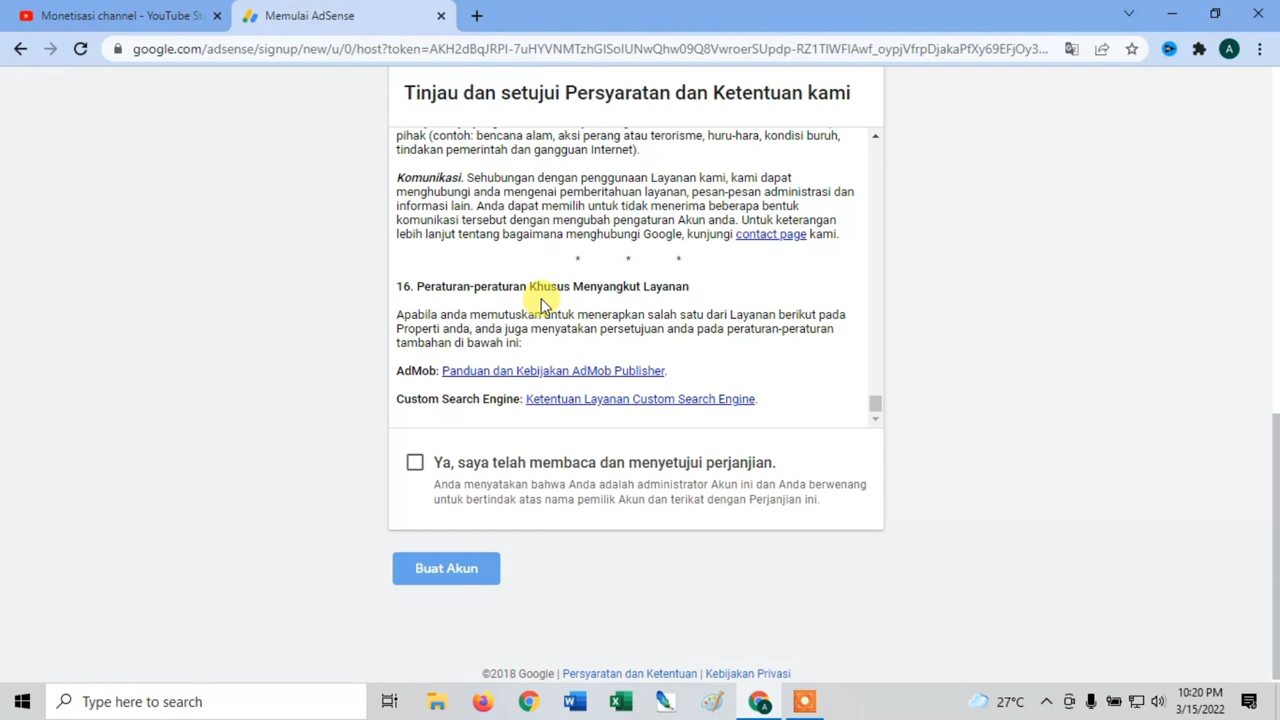 Monetisasi channel - YouTube St
Memulai AdSense
google.com/adsense/signup/new/u/0/host?token=AKH2dBqJRPI-7uHYVNMTzhGISolUNwQhw09Q8VwroerSUpdp-RZ1TlWFlAwf_oypjVfrpDjakaPfXy69EFjOy3...
A
Tinjau dan setujui Persyaratan dan Ketentuan kami
pihak (contoh: bencana alam, aksi perang atau terorisme, huru-hara, kondisi buruh,
tindakan pemerintah dan gangguan Internet).
Komunikasi. Sehubungan dengan penggunaan Layanan kami, kami dapat
menghubungi anda mengenai pemberitahuan layanan, pesan-pesan administrasi dan
informasi lain. Anda dapat memilih untuk tidak menerima beberapa bentuk
komunikasi tersebut dengan mengubah pengaturan Akun anda. Untuk keterangan
lebih lanjut tentang bagaimana menghubungi Google, kunjungi contact page kami.
* * *
16. Peraturan-peraturan Khusus Menyangkut Layanan
Apabila anda memutuskan untuk menerapkan salah satu dari Layanan berikut pada
Properti anda, anda juga menyatakan persetujuan anda pada peraturan-peraturan
tambahan di bawah ini:
AdMob: Panduan dan Kebijakan AdMob Publisher.
Custom Search Engine: Ketentuan Layanan Custom Search Engine.
Ya, saya telah membaca dan menyetujui perjanjian.
Anda menyatakan bahwa Anda adalah administrator Akun ini dan Anda berwenang
untuk bertindak atas nama pemilik Akun dan terikat dengan Perjanjian ini.
Buat Akun
©2018 Google | Persyaratan dan Ketentuan | Kebijakan Privasi
Type here to search
27°C
10:20 PM
3/15/2022